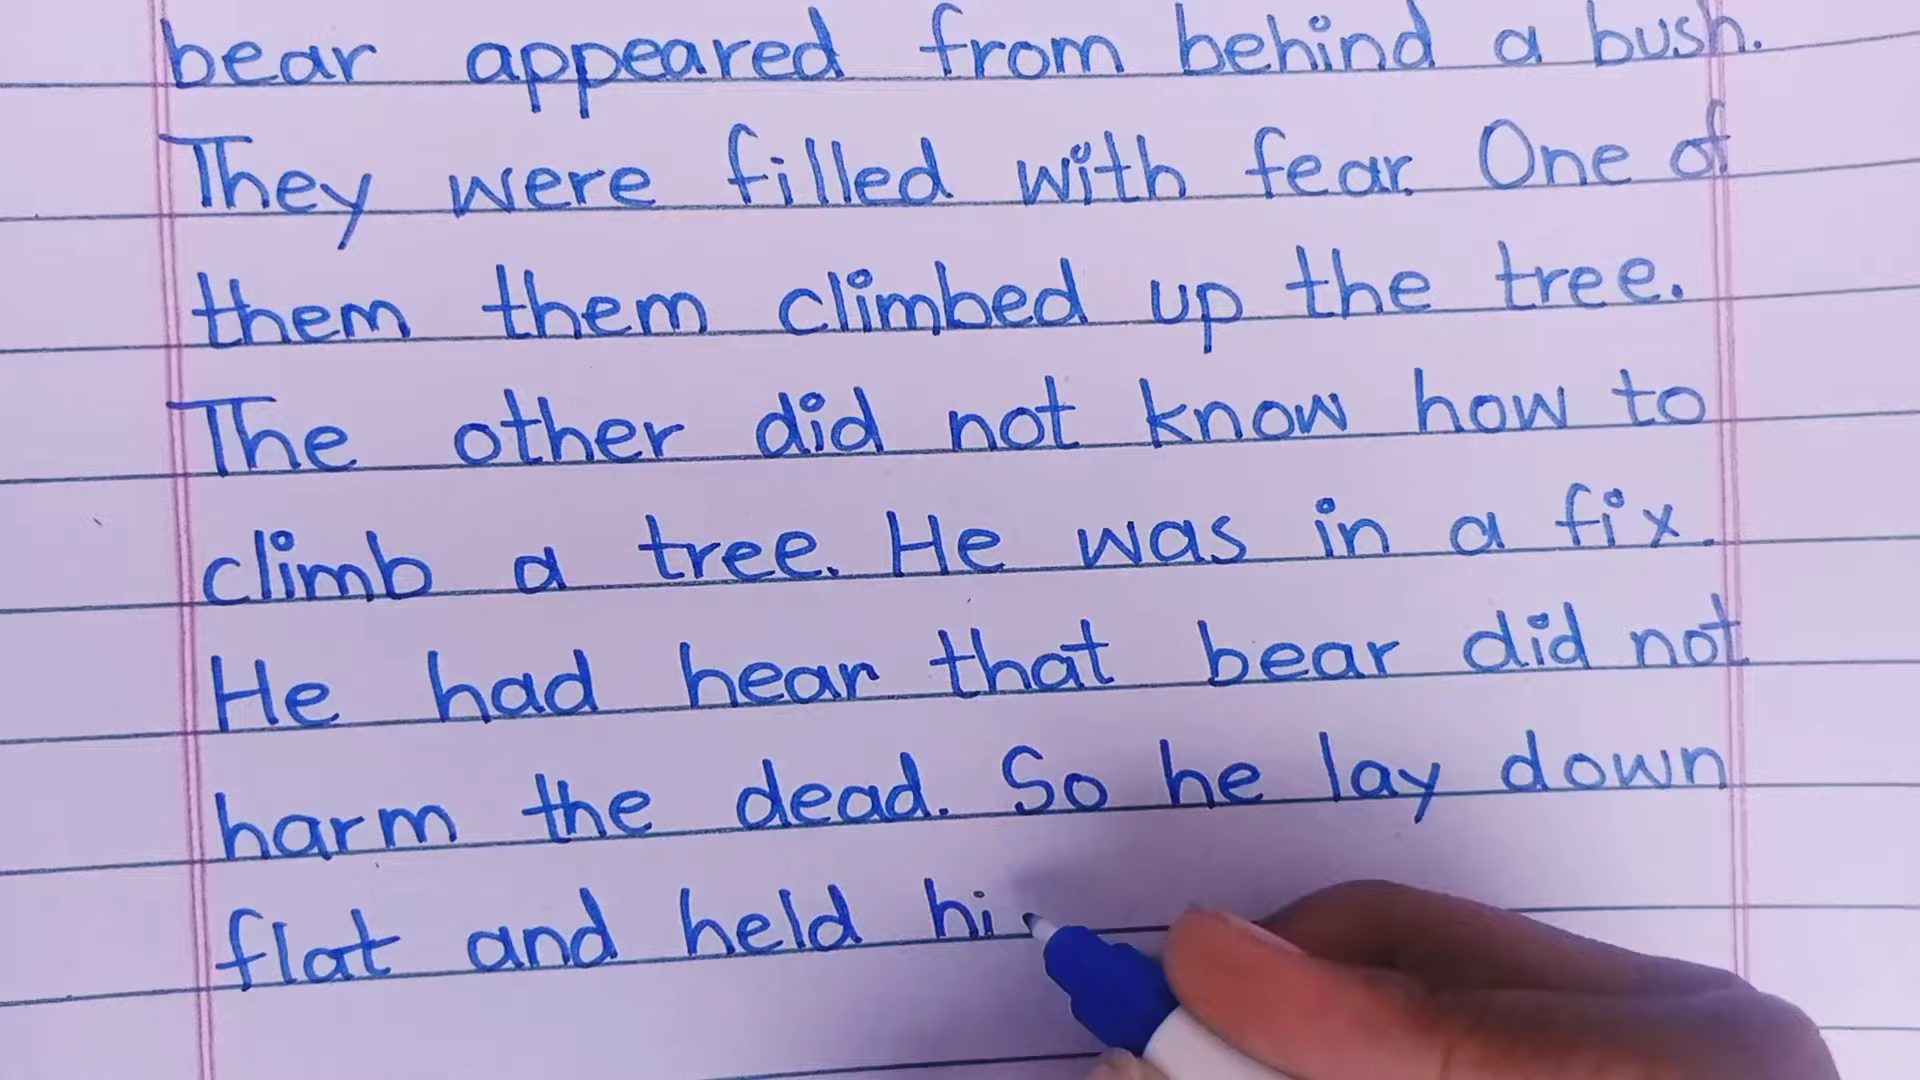 bear appeared from behind a bush.
They were filled with fear. One of
them them climbed up the tree.
The other did not know how to
climb a tree. He was in a fix.
He had hear that bear did not
harm the dead. So he lay down
flat and held hi